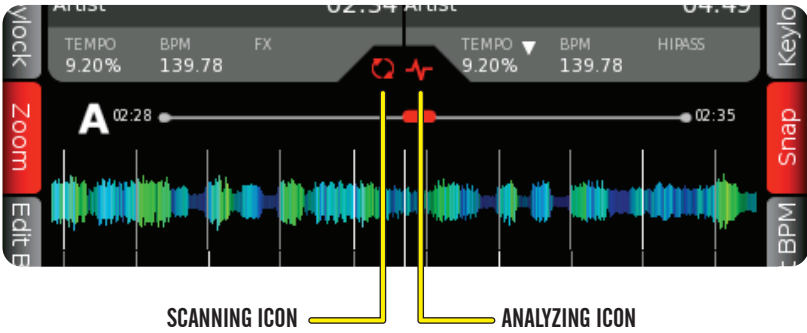 Artist 02:34 Artist 04:49
TEMPO BPM FX TEMPO BPM HIPASS
9.20% 139.78 9.20% 139.78
Keylo
Zoom
Snap
A 02:28 02:35
Edit B
BPM
SCANNING ICON ANALYZING ICON